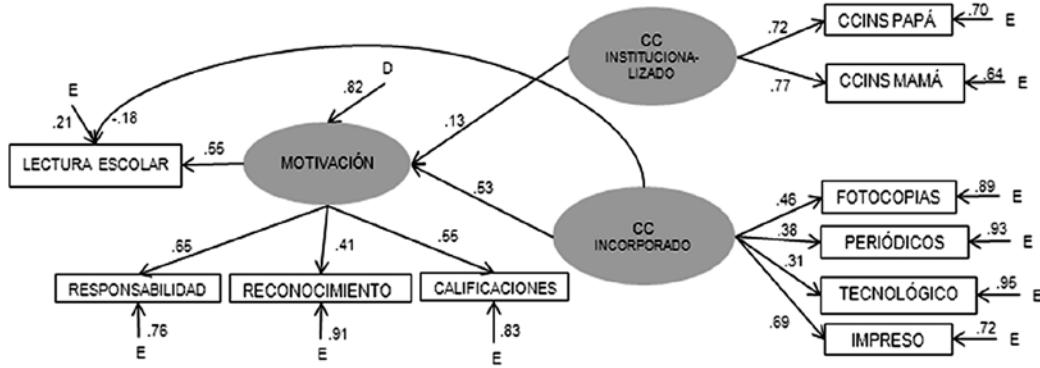 CC
INSTITUCIONA-
LIZADO
.72
.77
CCINS PAPÁ
.70
E
CCINS MAMÁ
.64
E
D
.82
E
.21
-.18
.13
LECTURA ESCOLAR
.55
MOTIVACIÓN
.53
CC
INCORPORADO
.46
.38
.31
.69
FOTOCOPIAS
.89
E
PERIÓDICOS
.93
E
TECNOLÓGICO
.95
E
IMPRESO
.72
E
.65
.41
.55
RESPONSABILIDAD
RECONOCIMIENTO
CALIFICACIONES
.76
.91
.83
E
E
E